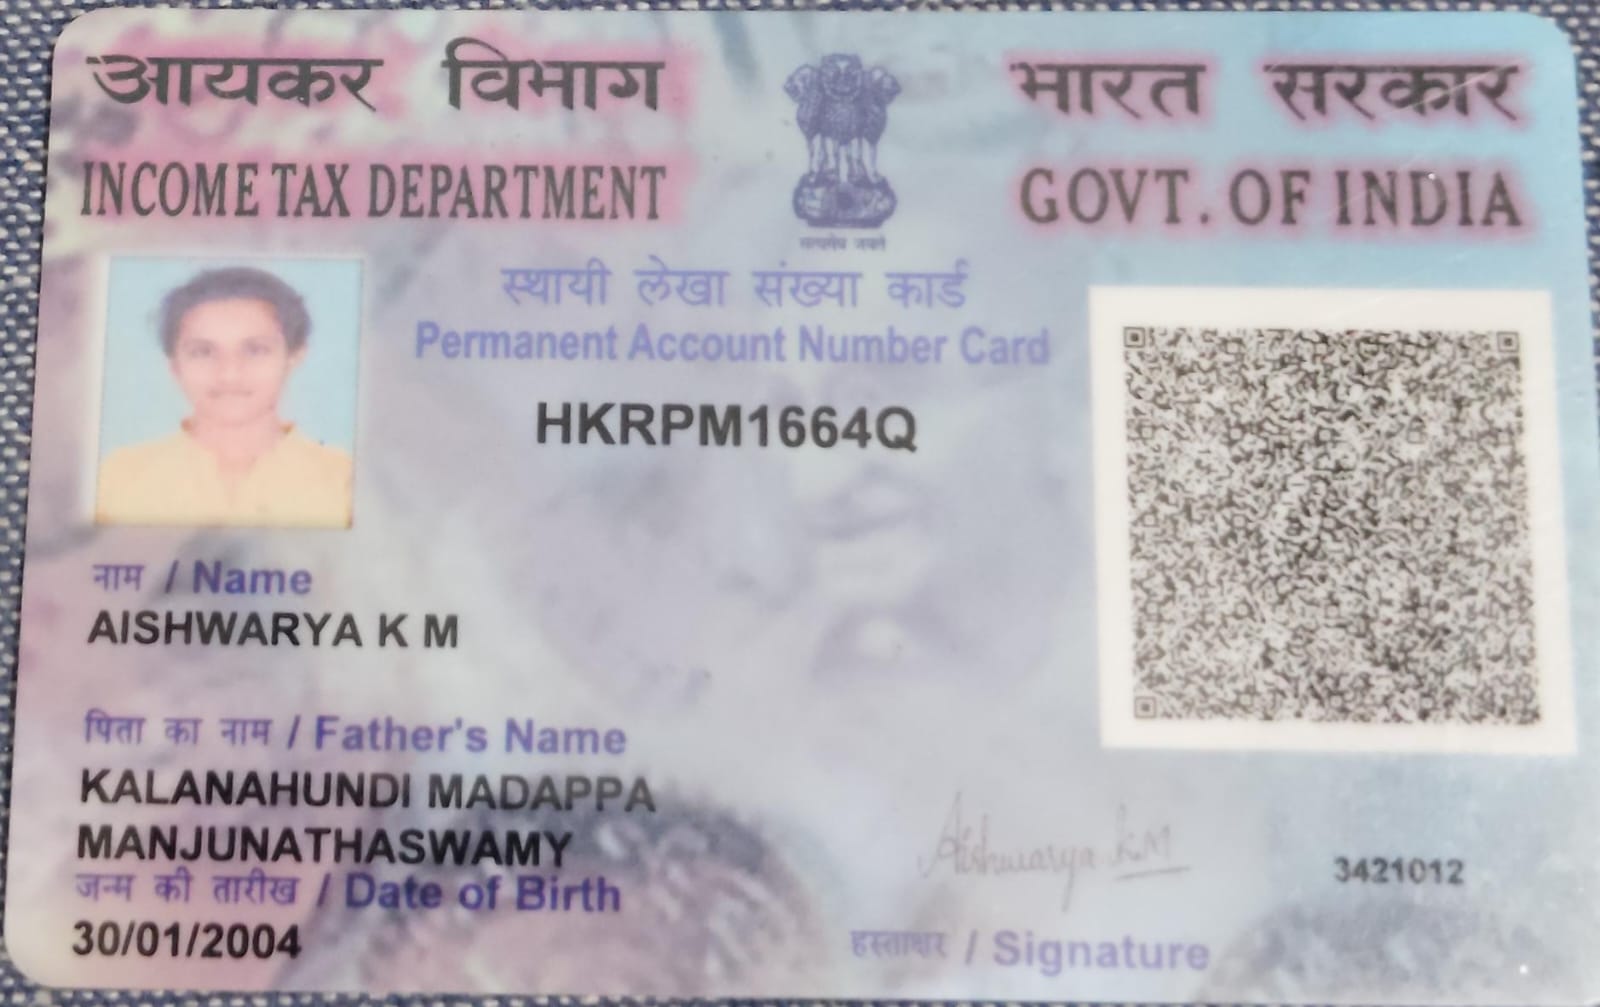 आयकर विभाग
INCOME TAX DEPARTMENT
भारत सरकार
GOVT. OF INDIA
सत्यमेव जयते
स्थायी लेखा संख्या कार्ड
Permanent Account Number Card
HKRPM1664Q
नाम / Name
AISHWARYA K M
पिता का नाम / Father's Name
KALANAHUNDI MADAPPA
MANJUNATHASWAMY
जन्म की तारीख / Date of Birth
30/01/2004
Aishwarya K M
हस्ताक्षर / Signature
3421012